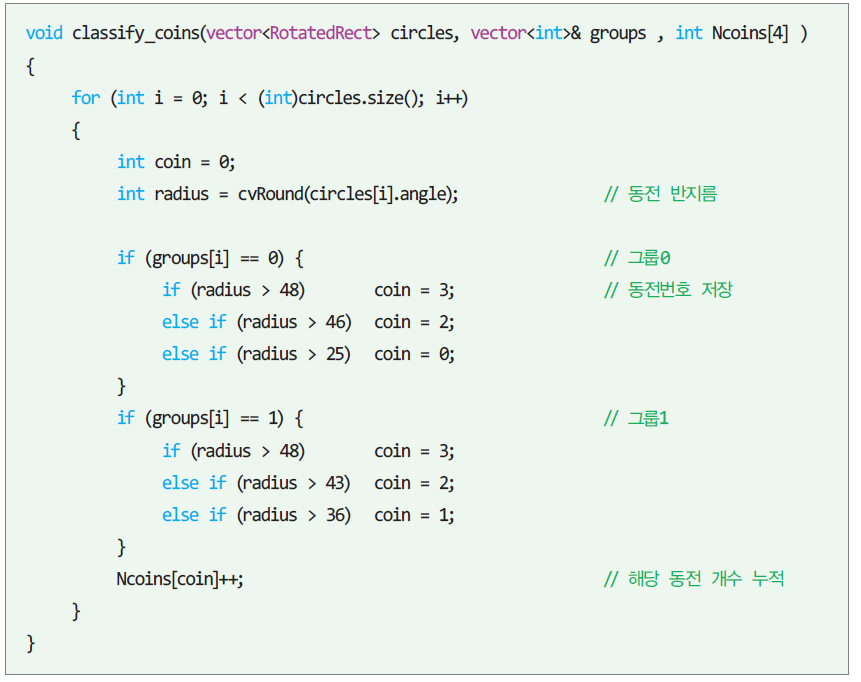 void classify_coins(vector<RotatedRect> circles, vector<int>& groups , int Ncoins[4] )
{
for (int i = 0; i < (int)circles.size(); i++)
{
int coin = 0;
int radius = cvRound(circles[i].angle); // 동전 반지름
if (groups[i] == 0) { // 그룹0
if (radius > 48) coin = 3; // 동전번호 저장
else if (radius > 46) coin = 2;
else if (radius > 25) coin = 0;
}
if (groups[i] == 1) { // 그룹1
if (radius > 48) coin = 3;
else if (radius > 43) coin = 2;
else if (radius > 36) coin = 1;
}
Ncoins[coin]++; // 해당 동전 개수 누적
}
}